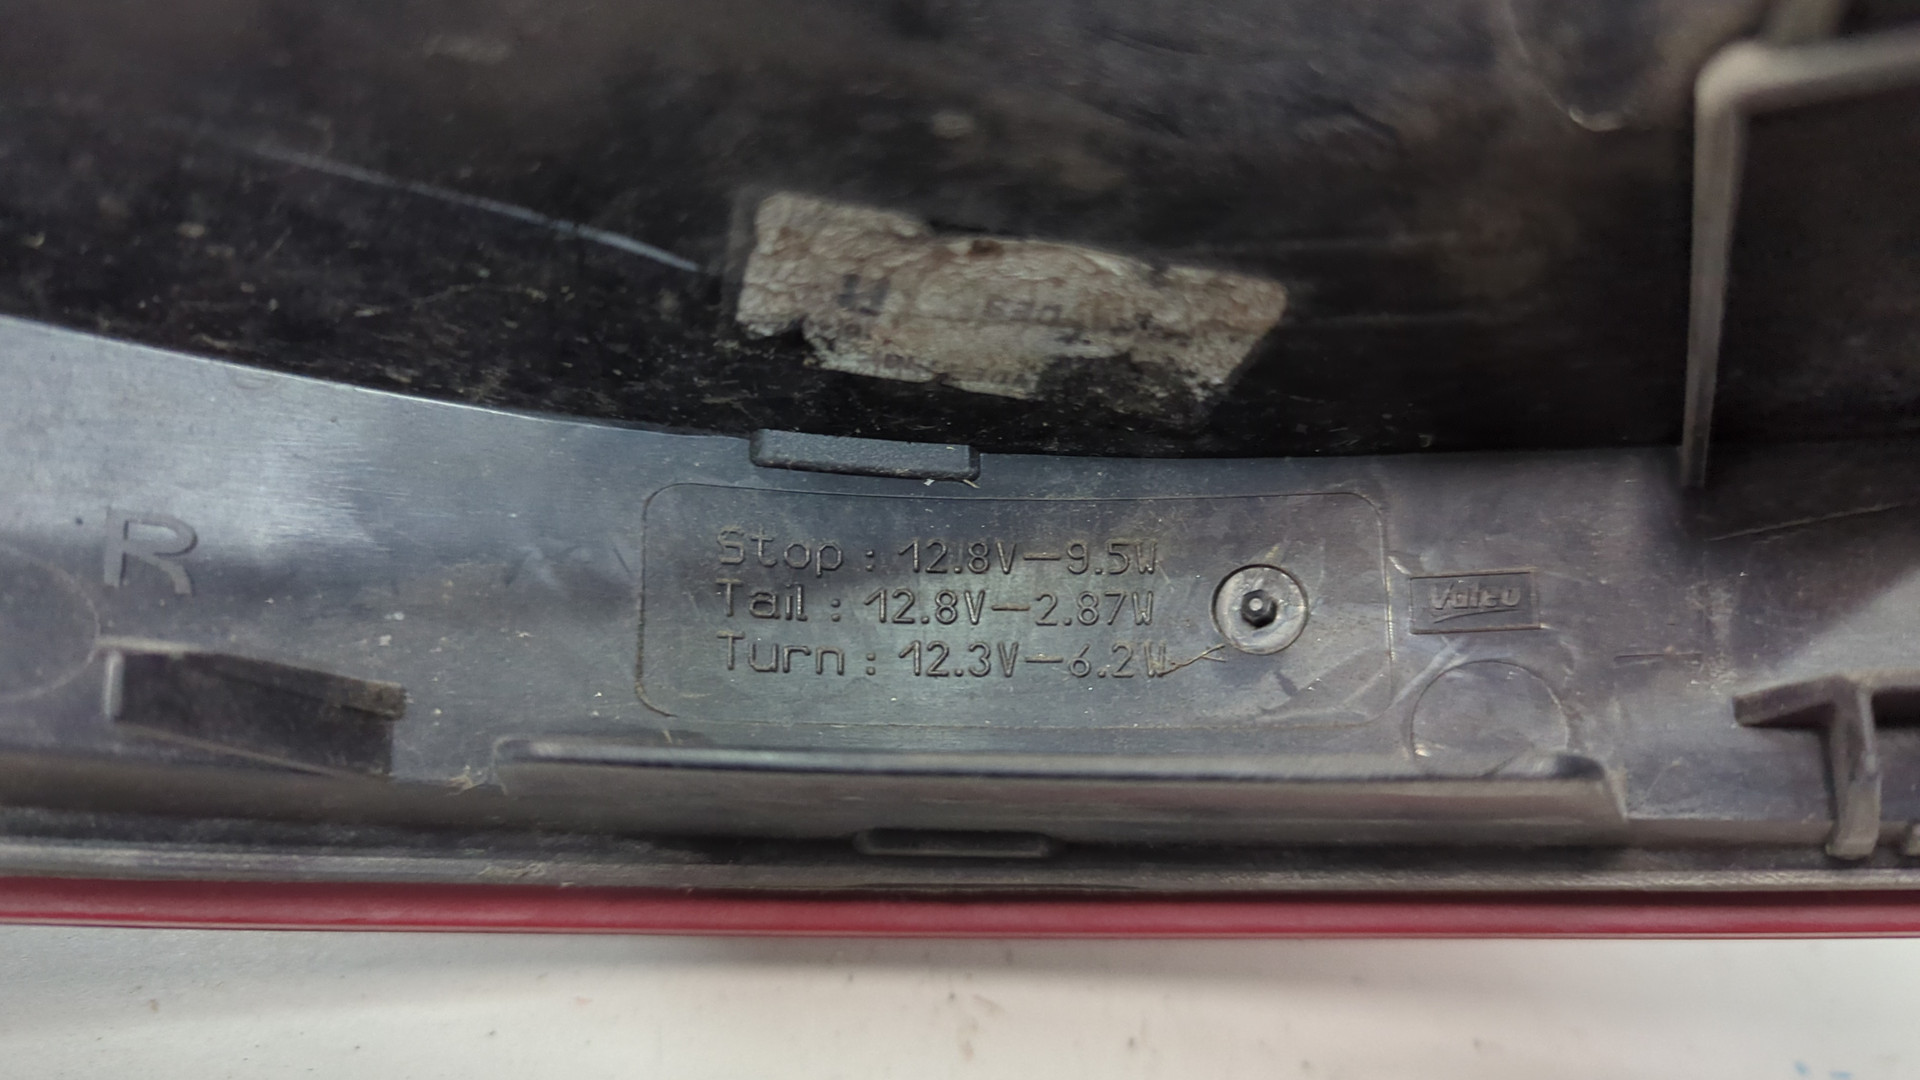 R
Stop : 12.8V—9.5W
Tail : 12.8V—2.87W
Turn : 12.3V—6.2W
Valeo